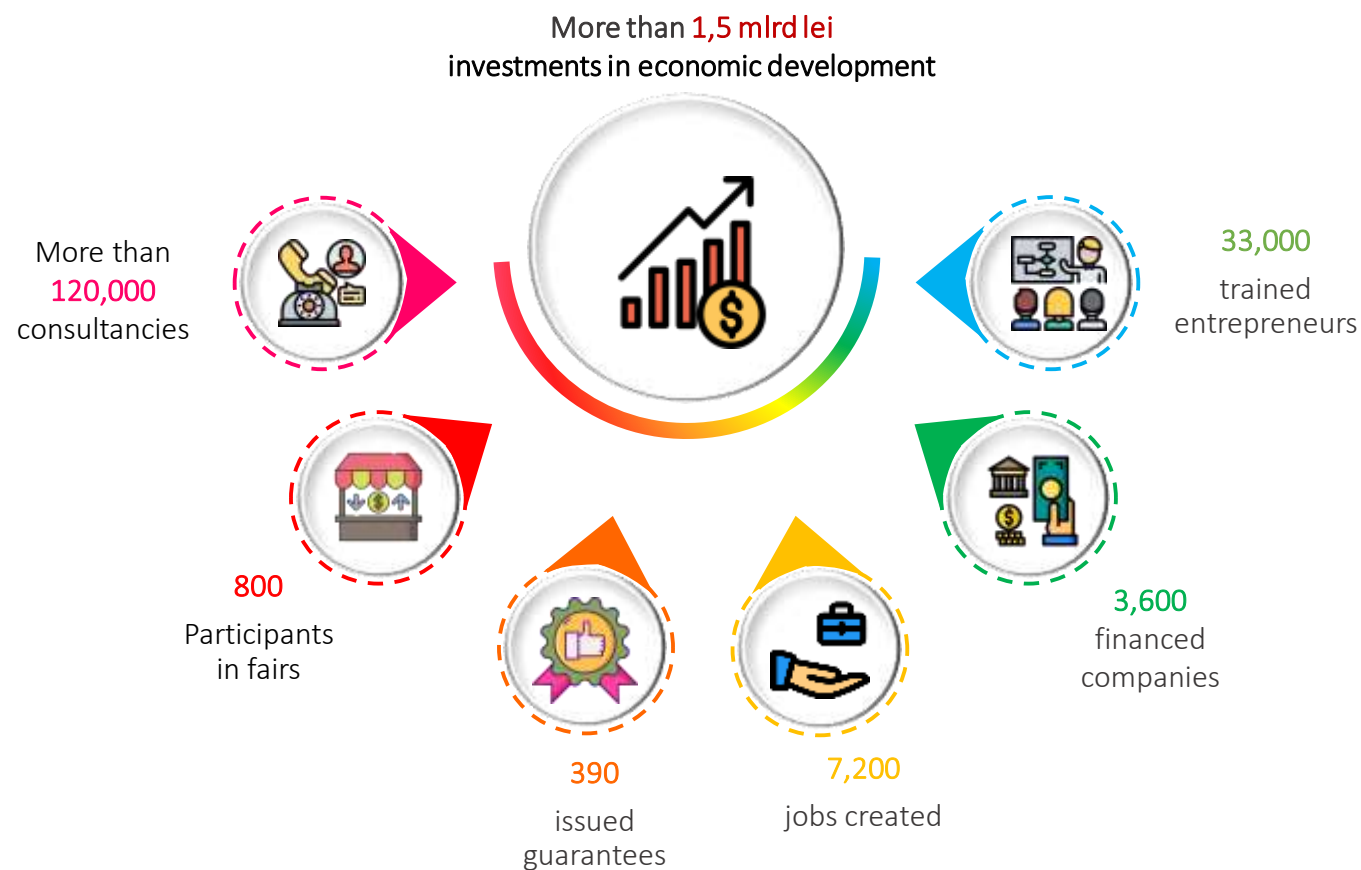 More than 1,5 mlrd lei
investments in economic development
More than
120,000
consultancies
33,000
trained
entrepreneurs
800
Participants
in fairs
3,600
financed
companies
390
issued
guarantees
7,200
jobs created